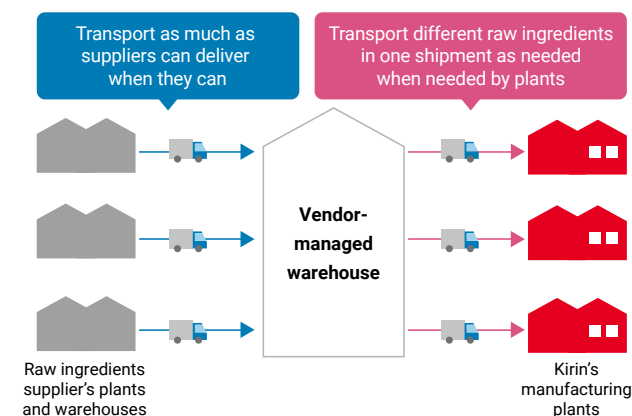 Transport as much as
suppliers can deliver
when they can
Transport different raw ingredients
in one shipment as needed
when needed by plants
Vendor-
managed
warehouse
Raw ingredients
supplier's plants
and warehouses
Kirin's
manufacturing
plants